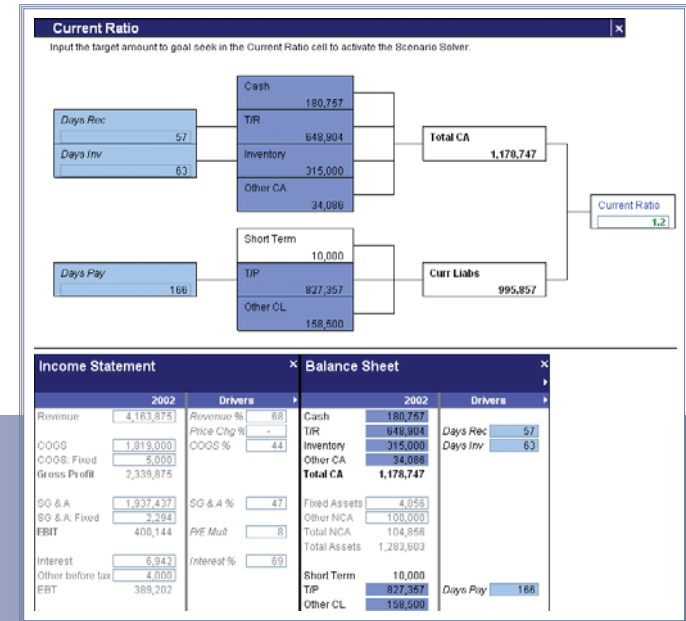 Current Ratio x
Input the target amount to goal seek in the Current Ratio cell to activate the Scenario Solver.
Cash
180,757
Days Rec
57
T/R
648,904
Days Inv
63
Inventory
315,000
Other CA
34,086
Total CA
1,178,747
Current Ratio
1.2
Short Term
10,000
Days Pay
166
T/P
827,357
Other CL
158,500
Curr Liabs
995,857
Income Statement x
2002 Drivers
Revenue 4,163,875 Revenue % 68
Price Chg % -
COGS 1,819,000 COGS % 44
COGS: Fixed 5,000
Gross Profit 2,339,875
SG & A 1,937,437 SG & A % 47
SG & A: Fixed 2,294
EBIT 400,144 P/E Mult 8
Interest 6,942 Interest % 69
Other before tax 4,000
EBT 389,202
Balance Sheet x
2002 Drivers
Cash 180,757
T/R 648,904 Days Rec 57
Inventory 315,000 Days Inv 63
Other CA 34,086
Total CA 1,178,747
Fixed Assets 4,856
Other NCA 100,000
Total NCA 104,856
Total Assets 1,283,603
Short Term 10,000
T/P 827,357 Days Pay 166
Other CL 158,500